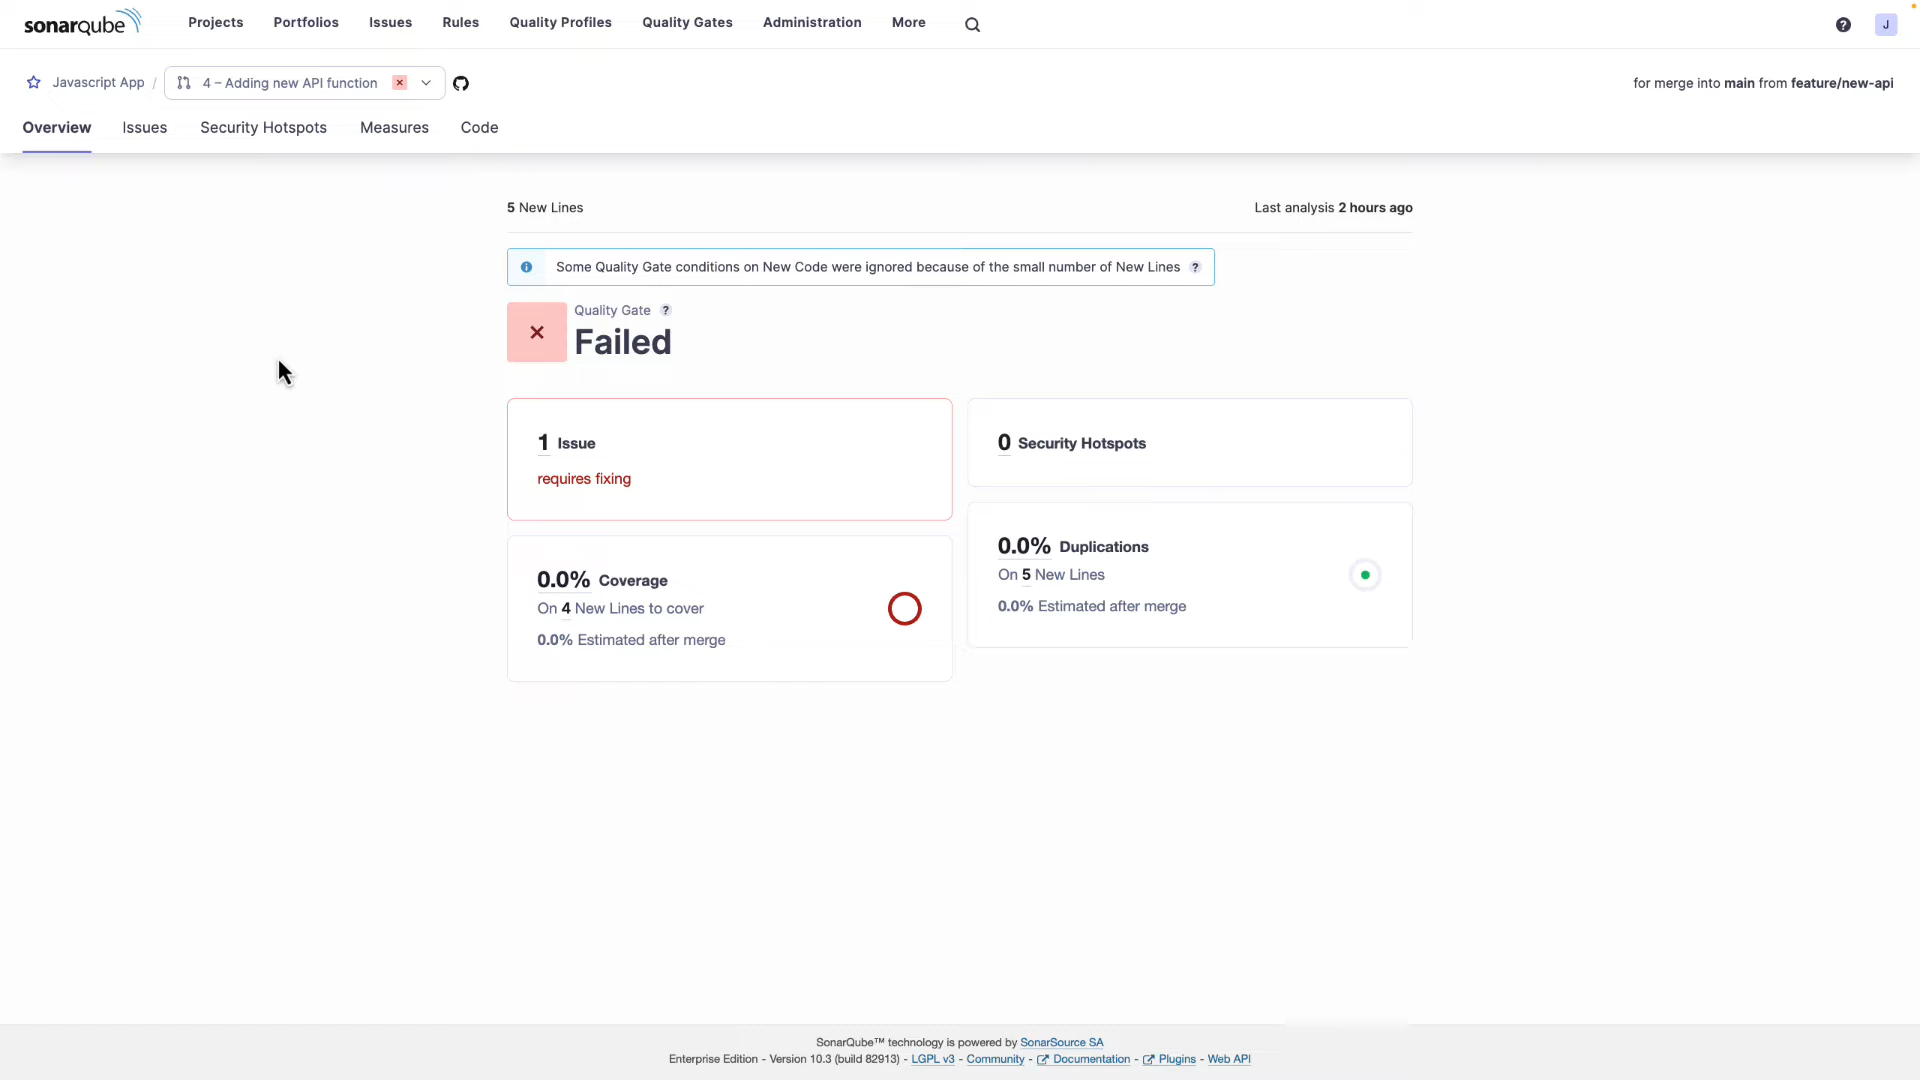 sonarqube Projects Portfolios Issues Rules Quality Profiles Quality Gates Administration More ? J
Javascript App / 4 – Adding new API function × for merge into main from feature/new-api
Overview Issues Security Hotspots Measures Code
5 New Lines Last analysis 2 hours ago
Some Quality Gate conditions on New Code were ignored because of the small number of New Lines ?
Quality Gate ?
Failed
1 Issue
requires fixing
0 Security Hotspots
0.0% Coverage
On 4 New Lines to cover
0.0% Estimated after merge
0.0% Duplications
On 5 New Lines
0.0% Estimated after merge
SonarQube™ technology is powered by SonarSource SA
Enterprise Edition - Version 10.3 (build 82913) - LGPL v3 - Community - Documentation - Plugins - Web API